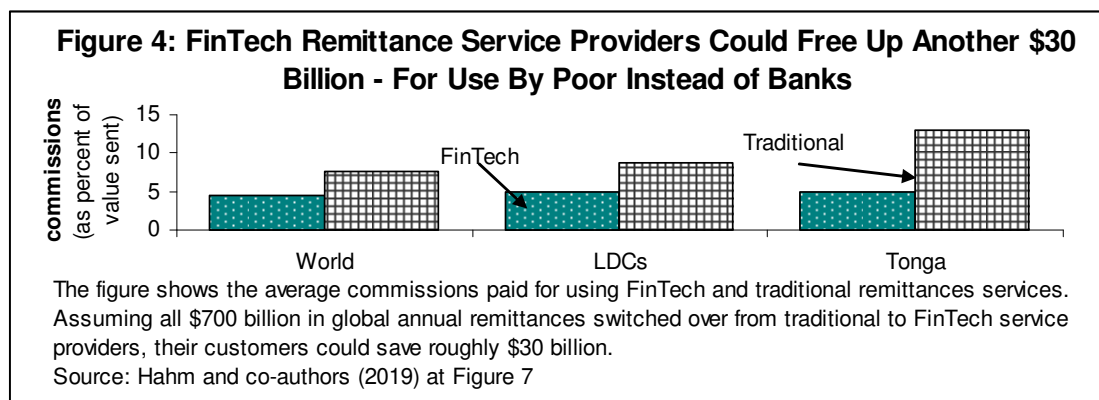 Figure 4: FinTech Remittance Service Providers Could Free Up Another $30
Billion - For Use By Poor Instead of Banks
commissions
(as percent of
value sent)
15
10
5
0
FinTech
Traditional
World
LDCs
Tonga
The figure shows the average commissions paid for using FinTech and traditional remittances services.
Assuming all $700 billion in global annual remittances switched over from traditional to FinTech service
providers, their customers could save roughly $30 billion.
Source: Hahm and co-authors (2019) at Figure 7